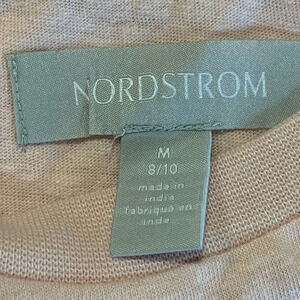 NORDSTROM
M
8/10
made in
india
fabriqué en
inde